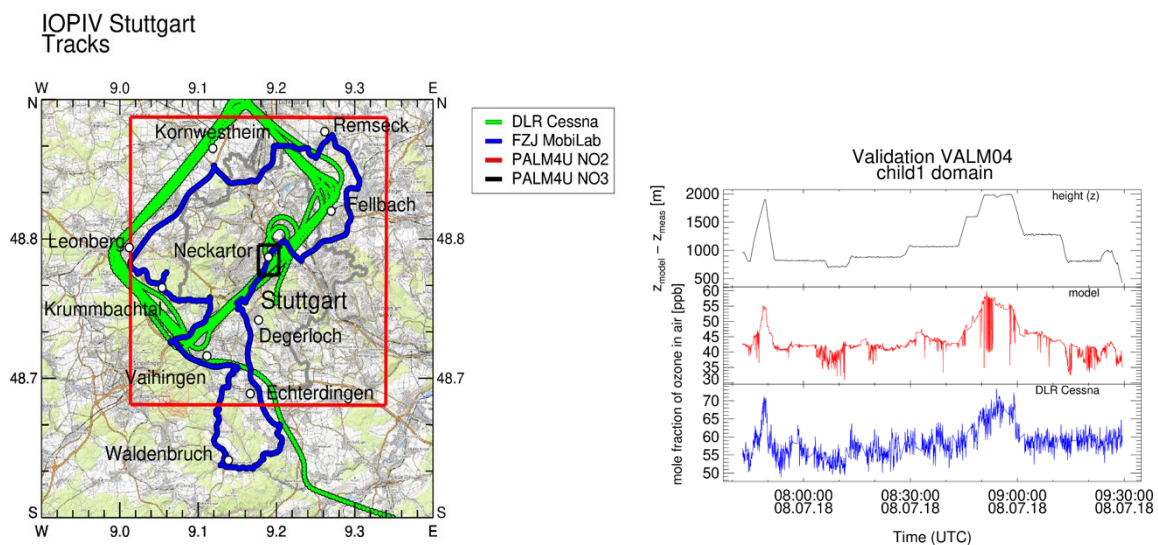 IOPIV Stuttgart
Tracks
W 9.0 9.1 9.2 9.3 E
N N
Kornwestheim
Remseck
Fellbach
48.8 48.8
Leonberg
Neckartor
Krummbachtal
Stuttgart
Degerloch
48.7 48.7
Vaihingen
Echterdingen
Waldenbruch
S S
W 9.0 9.1 9.2 9.3 E
DLR Cessna
FZJ MobiLab
PALM4U NO2
PALM4U NO3
Validation VALM04
child1 domain
z model – z meas [m]
2000
1500
1000
500
height (z)
mole fraction of ozone in air [ppb]
60
55
50
45
40
35
30
model
70
65
60
55
50
DLR Cessna
08:00:00 08:30:00 09:00:00 09:30:00
08.07.18 08.07.18 08.07.18 08.07.18
Time (UTC)